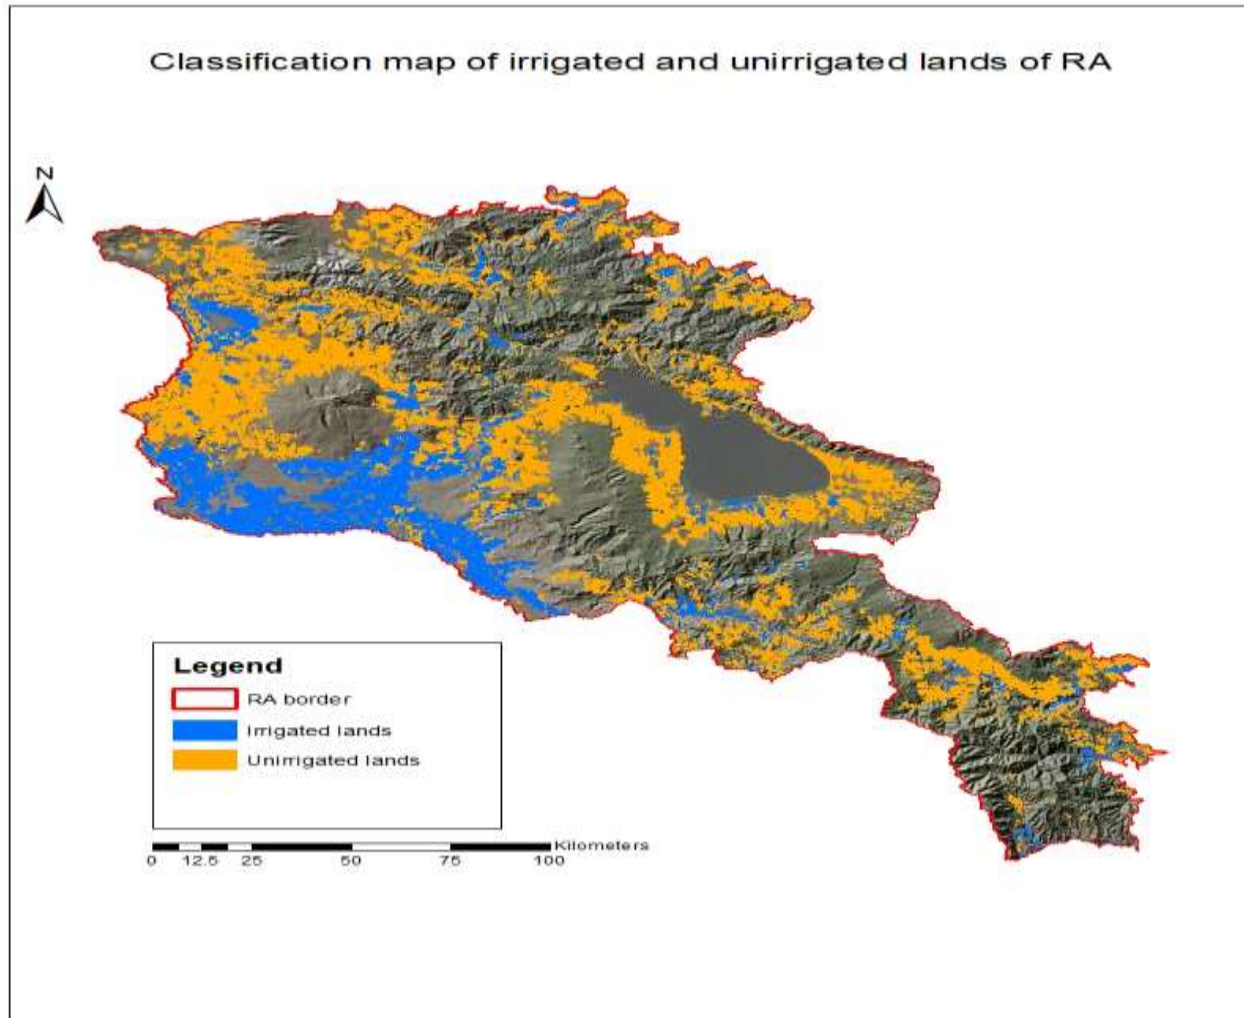 Classification map of irrigated and unirrigated lands of RA
N
Legend
RA border
Irrigated lands
Unirrigated lands
Kilometers
0 12.5 25 50 75 100